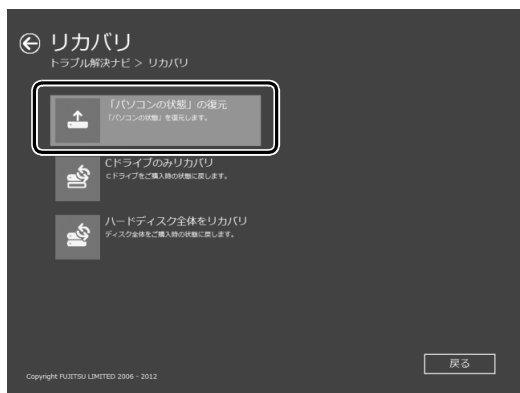 リカバリ
トラブル解決ナビ > リカバリ
「パソコンの状態」の復元
「パソコンの状態」を復元します。
Cドライブのみリカバリ
Cドライブをご購入時の状態に戻します。
ハードディスク全体をリカバリ
ディスク全体をご購入時の状態に戻します。
戻る
Copyright FUJITSU LIMITED 2006 - 2012